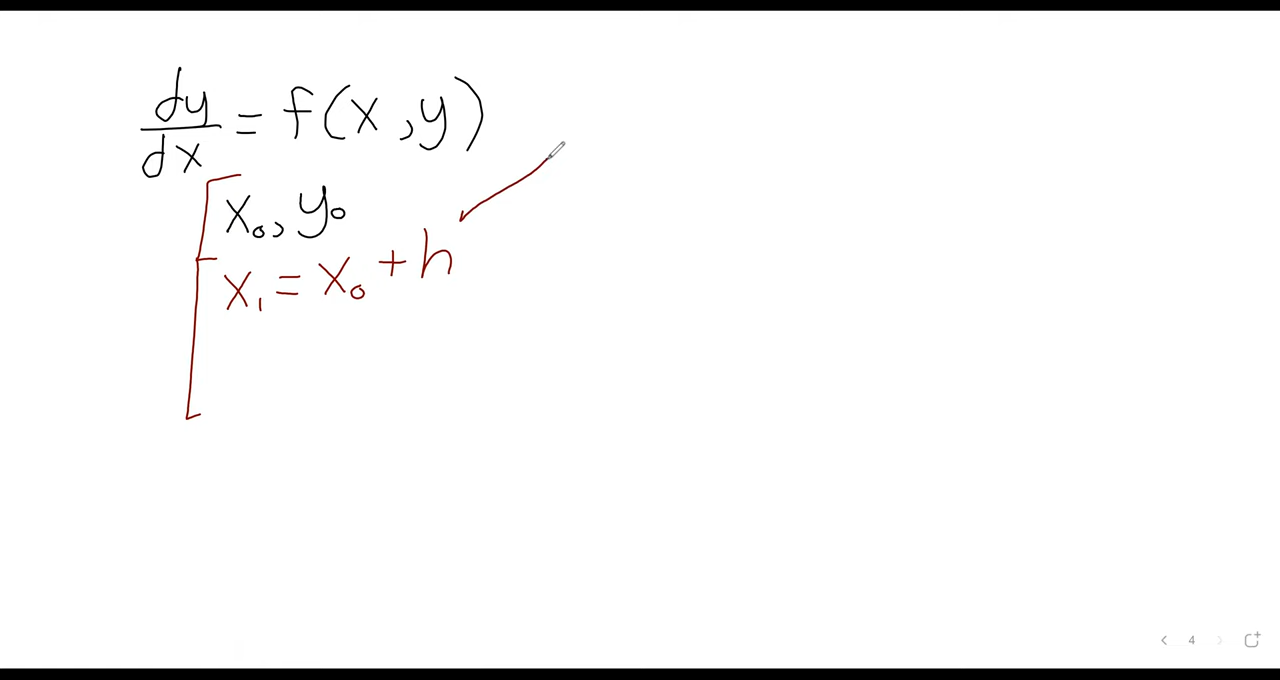 dy/dx = f(x, y)
x₀, y₀
x₁ = x₀ + h
4